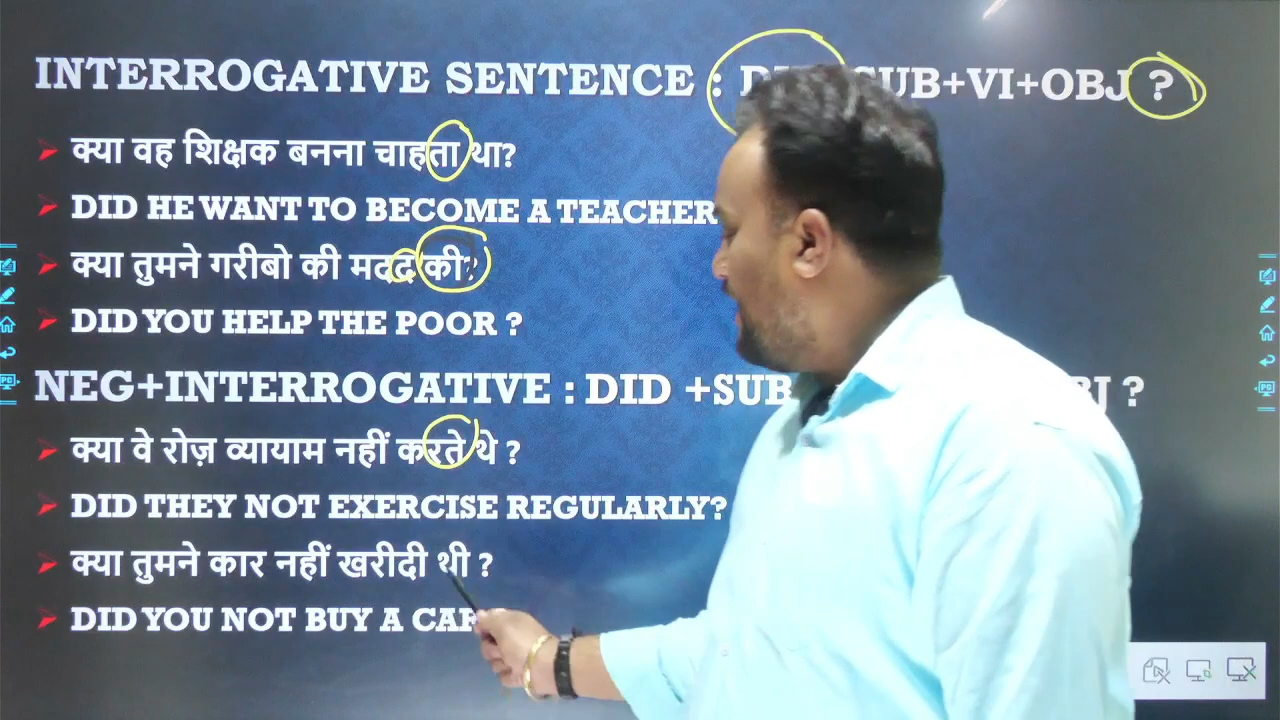 INTERROGATIVE SENTENCE : SUB+VI+OBJ ?
क्या वह शिक्षक बनना चाहता था?
DID HE WANT TO BECOME A TEACHER
क्या तुमने गरीबो की मदद की?
DID YOU HELP THE POOR ?
NEG+INTERROGATIVE : DID +SUB ?
क्या वे रोज़ व्यायाम नहीं करते थे ?
DID THEY NOT EXERCISE REGULARLY?
क्या तुमने कार नहीं खरीदी थी ?
DID YOU NOT BUY A